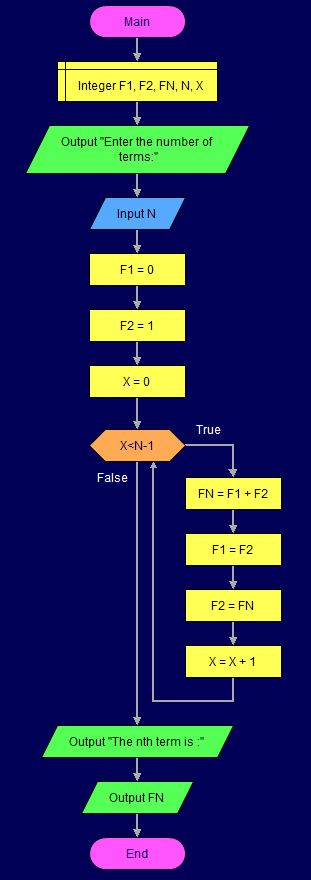 Main
Integer F1, F2, FN, N, X
Output "Enter the number of
terms:"
Input N
F1 = 0
F2 = 1
X = 0
X<N-1
True
False
FN = F1 + F2
F1 = F2
F2 = FN
X = X + 1
Output "The nth term is :"
Output FN
End